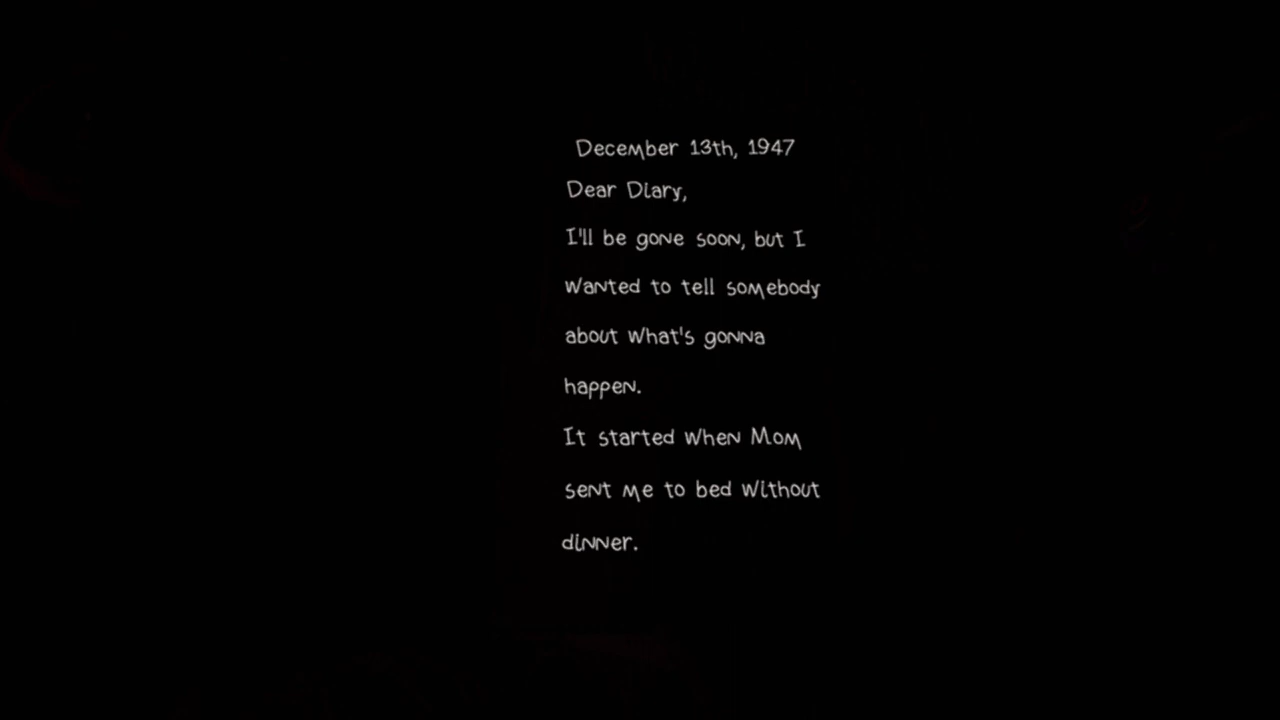 December 13th, 1947
Dear Diary,
I'll be gone soon, but I
wanted to tell somebody
about what's gonna
happen.
It started when Mom
sent me to bed without
dinner.